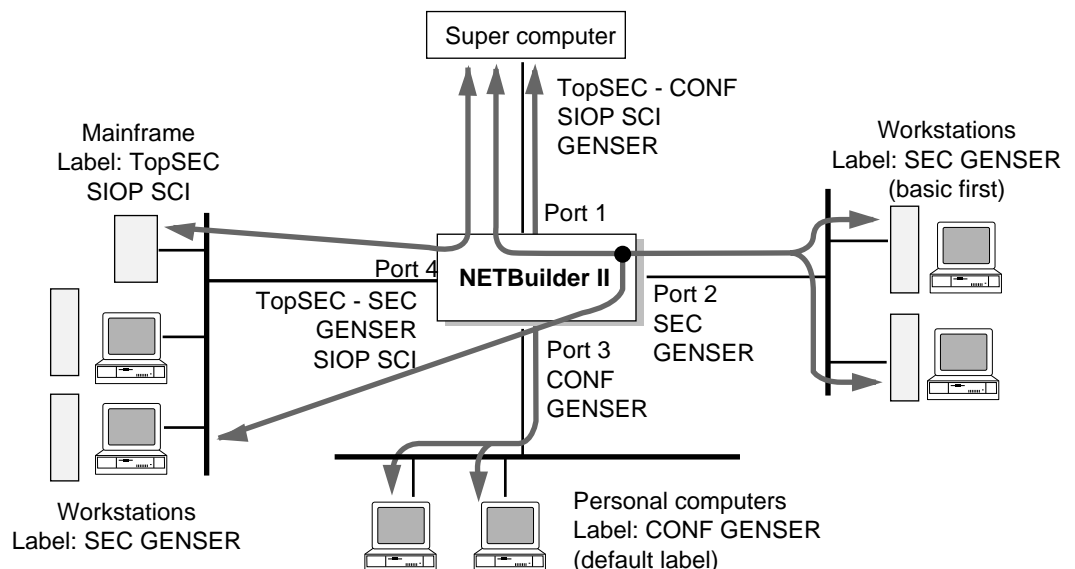 Super computer
TopSEC - CONF
SIOP SCI
GENSER
Mainframe
Label: TopSEC
SIOP SCI
Workstations
Label: SEC GENSER
(basic first)
Port 1
Port 4
NETBuilder II
TopSEC - SEC
GENSER
SIOP SCI
Port 2
SEC
GENSER
Port 3
CONF
GENSER
Workstations
Label: SEC GENSER
Personal computers
Label: CONF GENSER
(default label)